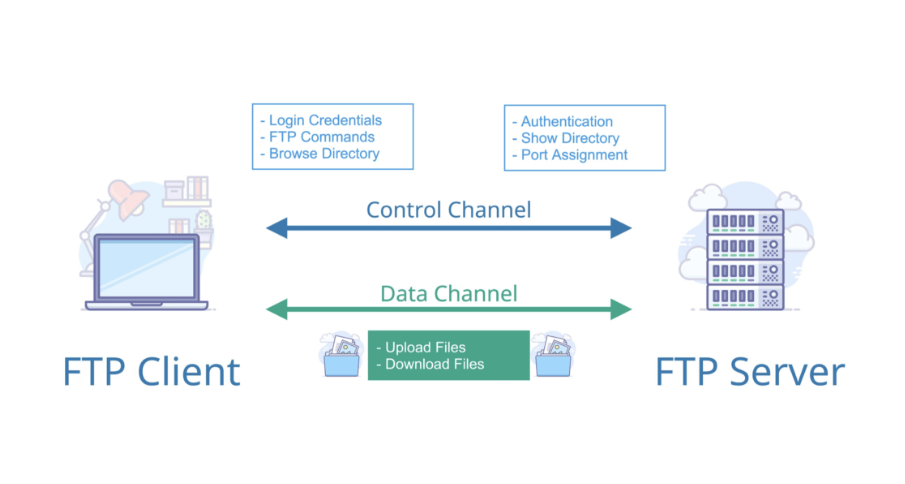 - Login Credentials
- FTP Commands
- Browse Directory
- Authentication
- Show Directory
- Port Assignment
Control Channel
Data Channel
- Upload Files
- Download Files
FTP Client
FTP Server